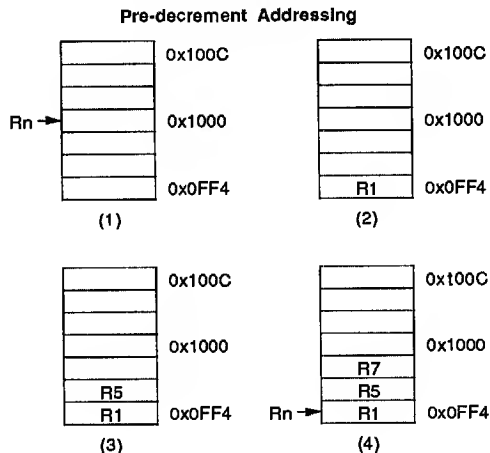 Pre-decrement Addressing
0x100C
Rn
0x1000
0x0FF4
(1)
0x100C
0x1000
R1
0x0FF4
(2)
0x100C
0x1000
R5
R1
0x0FF4
(3)
0xt00C
0x1000
R7
R5
Rn
R1
0x0FF4
(4)